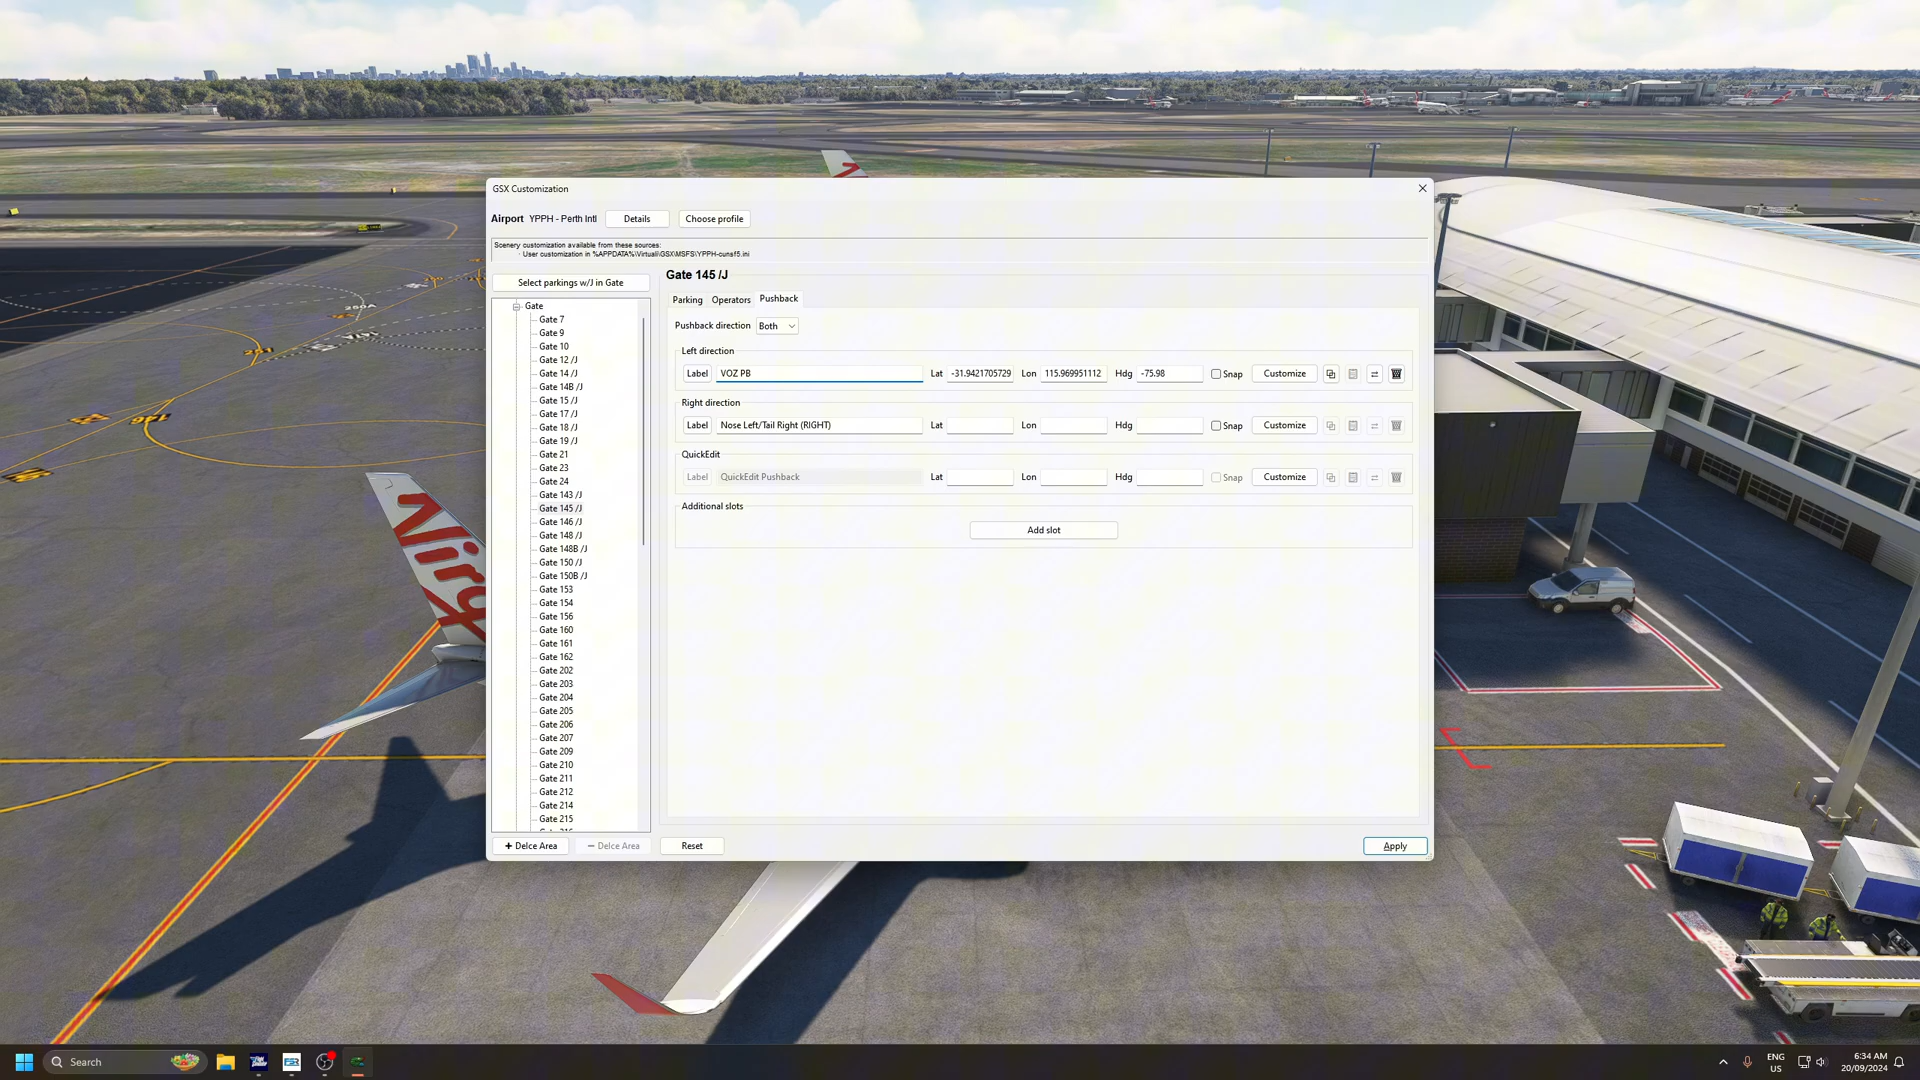 GSX Customization
Airport YPPH - Perth Intl Details Choose profile
Scenery customization available from these sources:
· User customization in %APPDATA%\Virtuali\GSX\MSFS\YPPH-cunsf5.ini
Select parkings w/J in Gate
Gate 145 /J
Parking Operators Pushback
Pushback direction Both
Left direction
Label VOZ PB Lat -31.9421705729 Lon 115.969951112 Hdg -75.98 Snap Customize
Right direction
Label Nose Left/Tail Right (RIGHT) Lat Lon Hdg Snap Customize
QuickEdit
Label QuickEdit Pushback Lat Lon Hdg Snap Customize
Additional slots
Add slot
Gate
Gate 7
Gate 9
Gate 10
Gate 12 /J
Gate 14 /J
Gate 14B /J
Gate 15 /J
Gate 17 /J
Gate 18 /J
Gate 19 /J
Gate 21
Gate 23
Gate 24
Gate 143 /J
Gate 145 /J
Gate 146 /J
Gate 148 /J
Gate 148B /J
Gate 150 /J
Gate 150B /J
Gate 153
Gate 154
Gate 156
Gate 160
Gate 161
Gate 162
Gate 202
Gate 203
Gate 204
Gate 205
Gate 206
Gate 207
Gate 209
Gate 210
Gate 211
Gate 212
Gate 214
Gate 215
+ DeIce Area − DeIce Area Reset Apply
146
Virg
Search
FSR
ENG
US
6:34 AM
20/09/2024